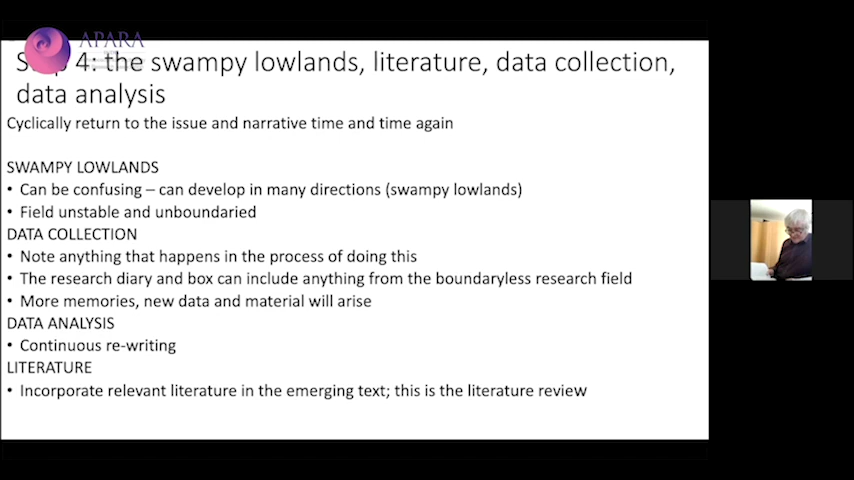 APARA
4: the swampy lowlands, literature, data collection,
data analysis
Cyclically return to the issue and narrative time and time again
SWAMPY LOWLANDS
• Can be confusing – can develop in many directions (swampy lowlands)
• Field unstable and unboundaried
DATA COLLECTION
• Note anything that happens in the process of doing this
• The research diary and box can include anything from the boundaryless research field
• More memories, new data and material will arise
DATA ANALYSIS
• Continuous re-writing
LITERATURE
• Incorporate relevant literature in the emerging text; this is the literature review